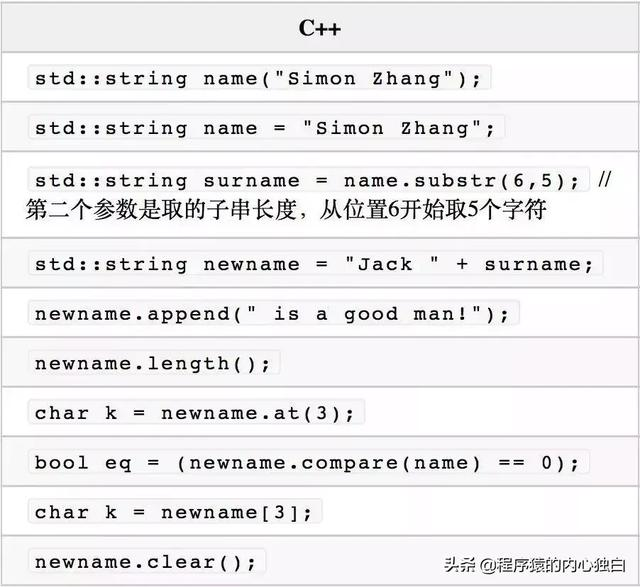 C++
std::string name("Simon Zhang");
std::string name = "Simon Zhang";
std::string surname = name.substr(6,5); //
第二个参数是取的子串长度，从位置6开始取5个字符
std::string newname = "Jack " + surname;
newname.append(" is a good man!");
newname.length();
char k = newname.at(3);
bool eq = (newname.compare(name) == 0);
char k = newname[3];
newname.clear();
头条 @程序猿的内心独白